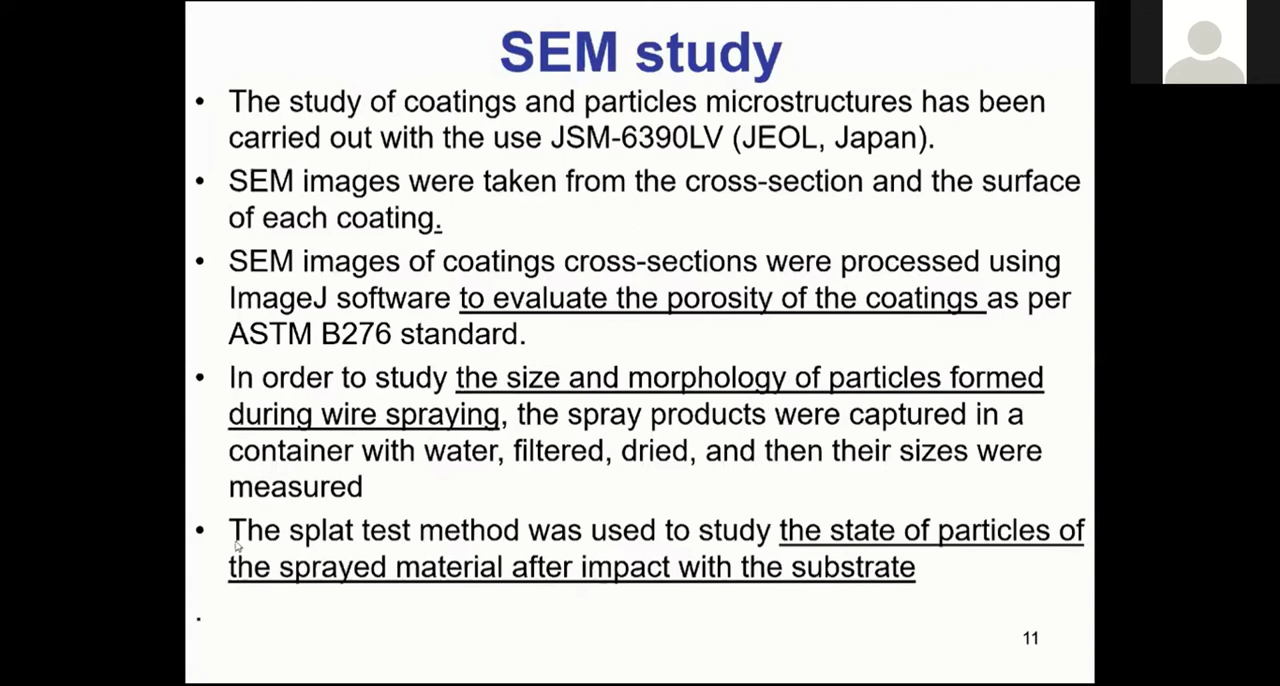 SEM study
• The study of coatings and particles microstructures has been
carried out with the use JSM-6390LV (JEOL, Japan).
• SEM images were taken from the cross-section and the surface
of each coating.
• SEM images of coatings cross-sections were processed using
ImageJ software to evaluate the porosity of the coatings as per
ASTM B276 standard.
• In order to study the size and morphology of particles formed
during wire spraying, the spray products were captured in a
container with water, filtered, dried, and then their sizes were
measured
• The splat test method was used to study the state of particles of
the sprayed material after impact with the substrate
.
11